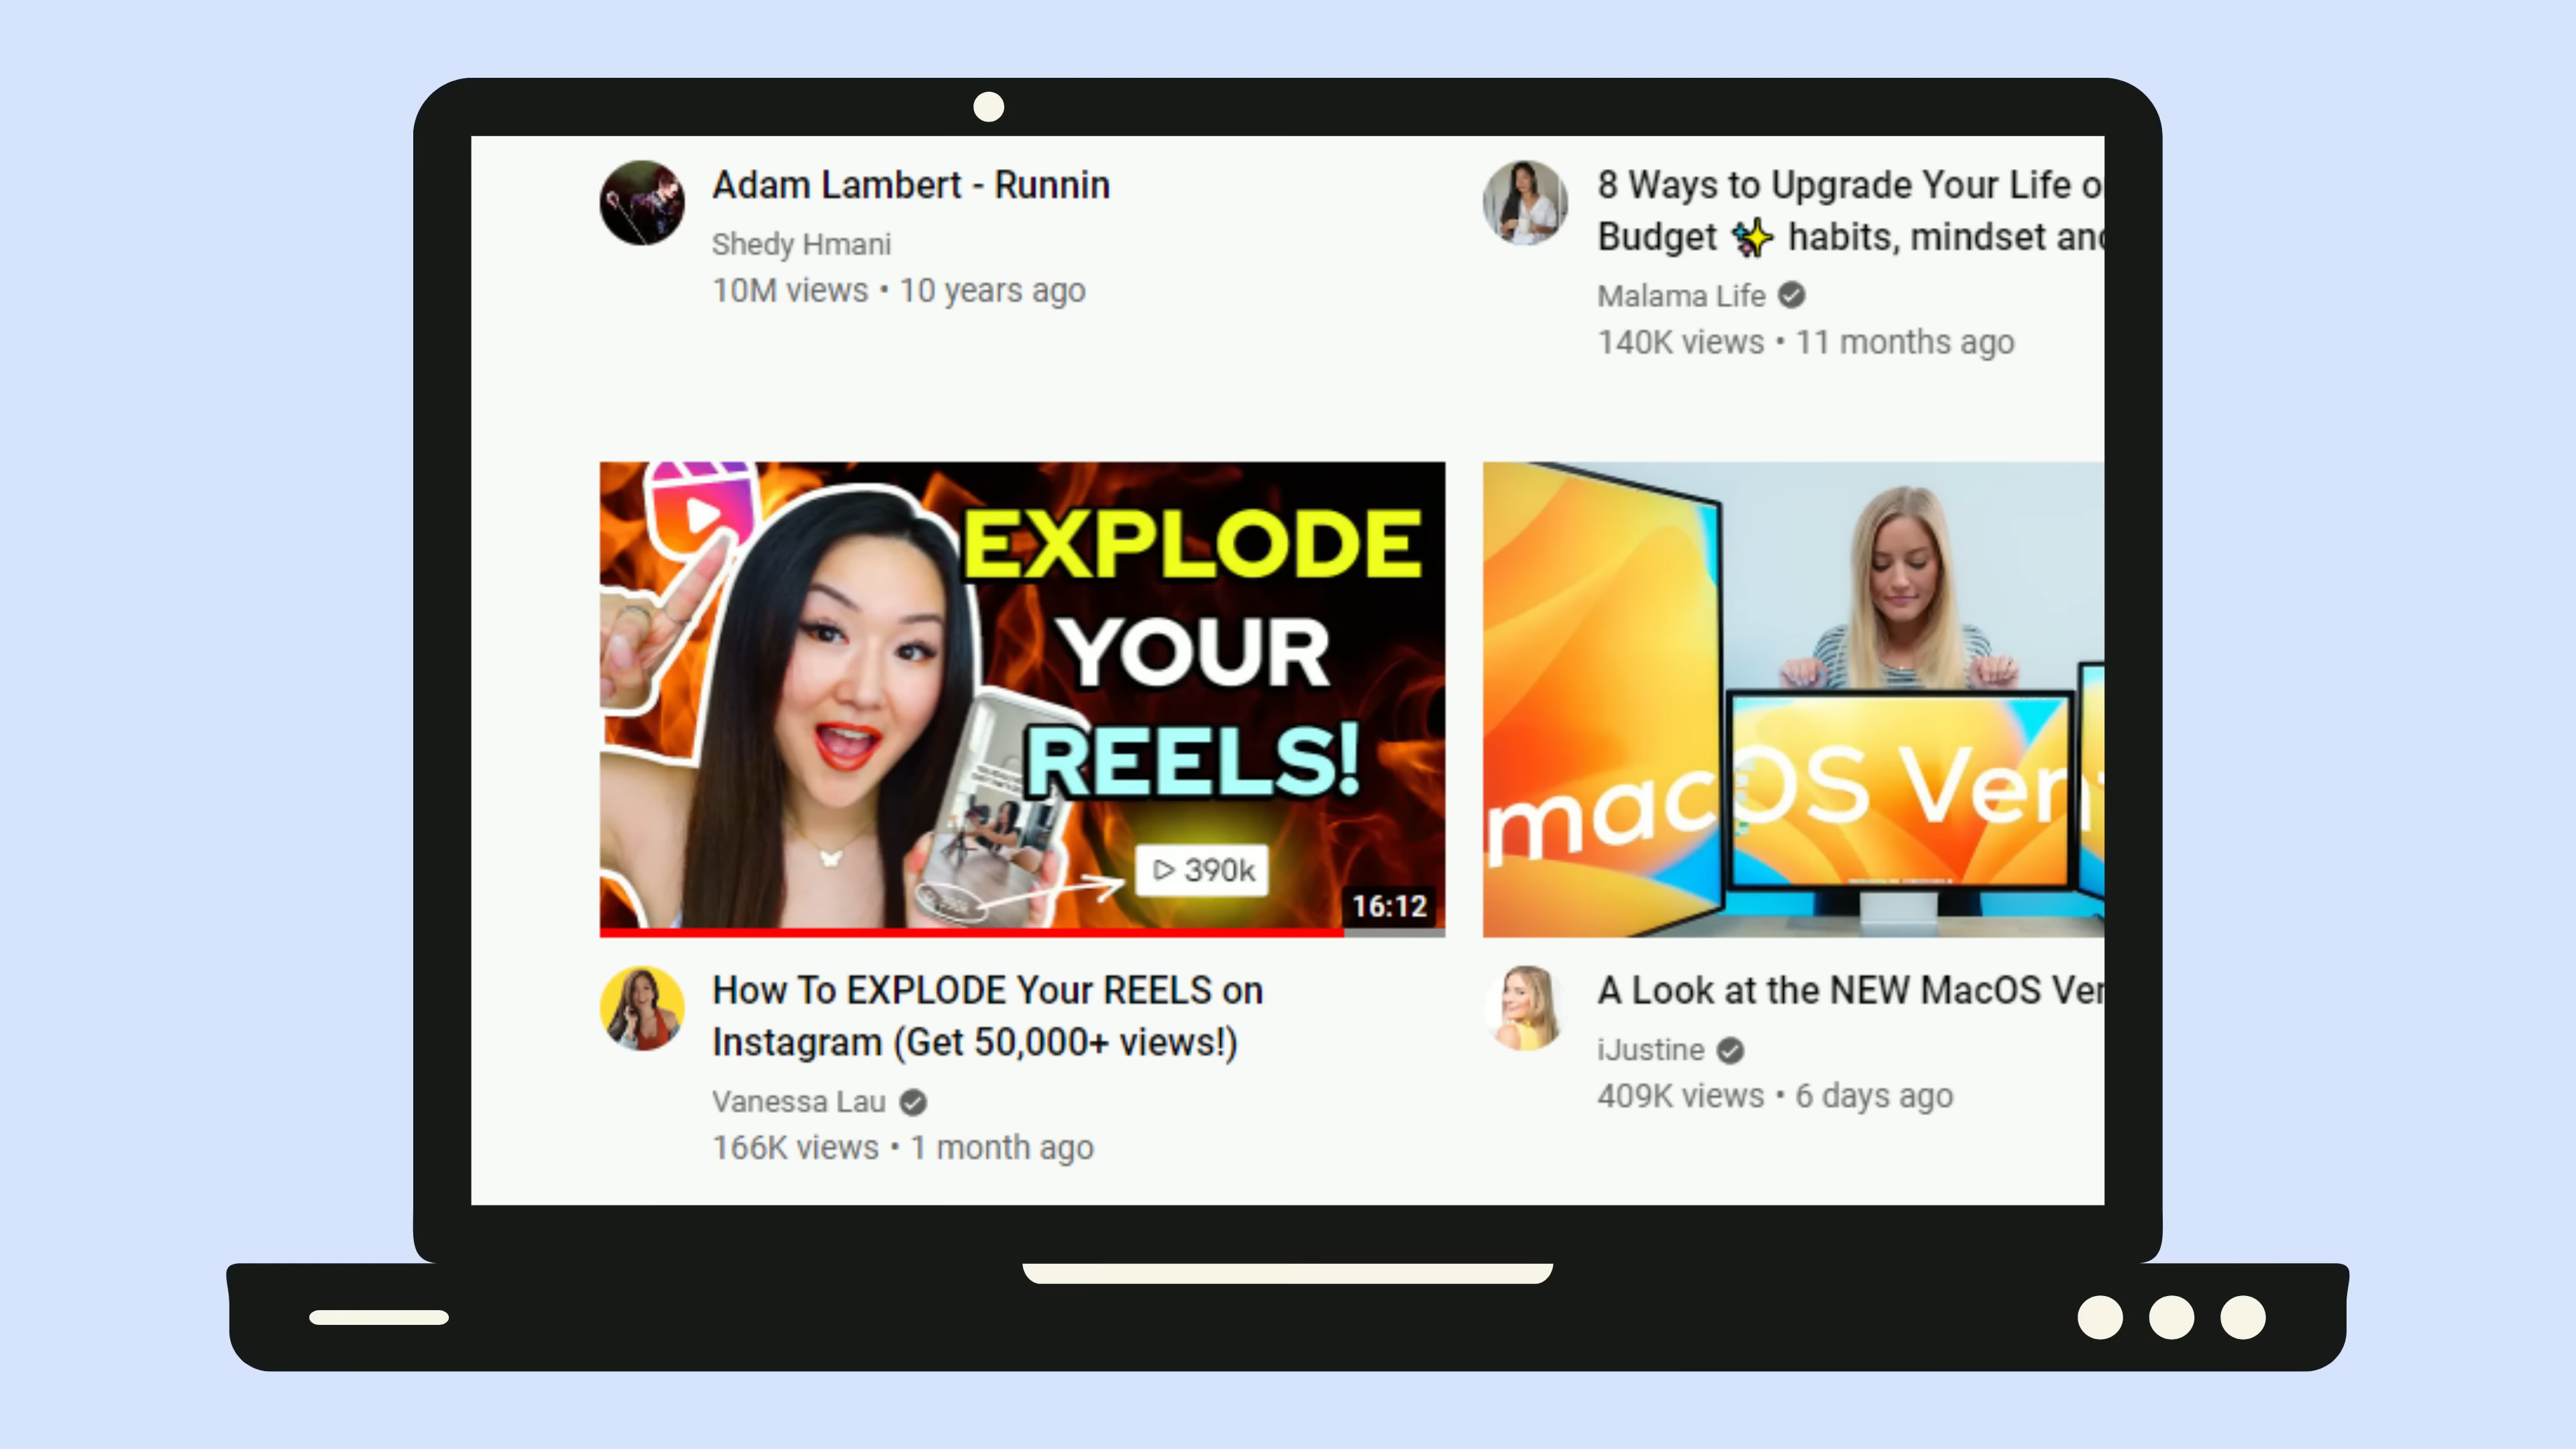 Adam Lambert - Runnin
Shedy Hmani
10M views • 10 years ago
8 Ways to Upgrade Your Life o
Budget ✨ habits, mindset and
Malama Life
140K views • 11 months ago
EXPLODE
YOUR
REELS!
390k
16:12
macOS Vent
How To EXPLODE Your REELS on
Instagram (Get 50,000+ views!)
Vanessa Lau
166K views • 1 month ago
A Look at the NEW MacOS Ven
iJustine
409K views • 6 days ago